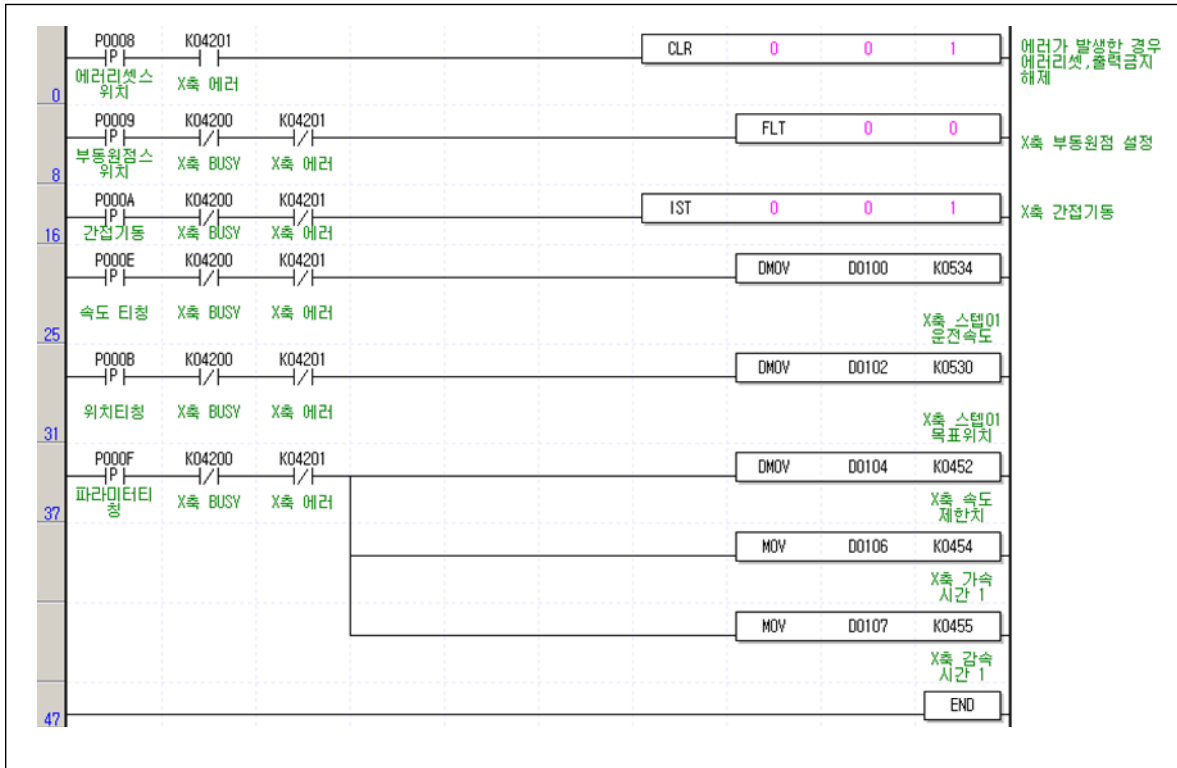 P0008 K04201
P CLR 0 0 1
에러리셋스위치 X축 에러
에러가 발생한 경우
에러리셋,출력금지
해제
0
P0009 K04200 K04201
P FLT 0 0
부동원점스위치 X축 BUSY X축 에러
X축 부동원점 설정
8
P000A K04200 K04201
P IST 0 0 1
간접기동 X축 BUSY X축 에러
X축 간접기동
16
P000E K04200 K04201
P DMOV D0100 K0534
속도 티칭 X축 BUSY X축 에러
X축 스텝01
운전속도
25
P000B K04200 K04201
P DMOV D0102 K0530
위치티칭 X축 BUSY X축 에러
X축 스텝01
목표위치
31
P000F K04200 K04201
P DMOV D0104 K0452
파라미터티칭 X축 BUSY X축 에러
X축 속도
제한치
37
MOV D0106 K0454
X축 가속
시간 1
MOV D0107 K0455
X축 감속
시간 1
END
47